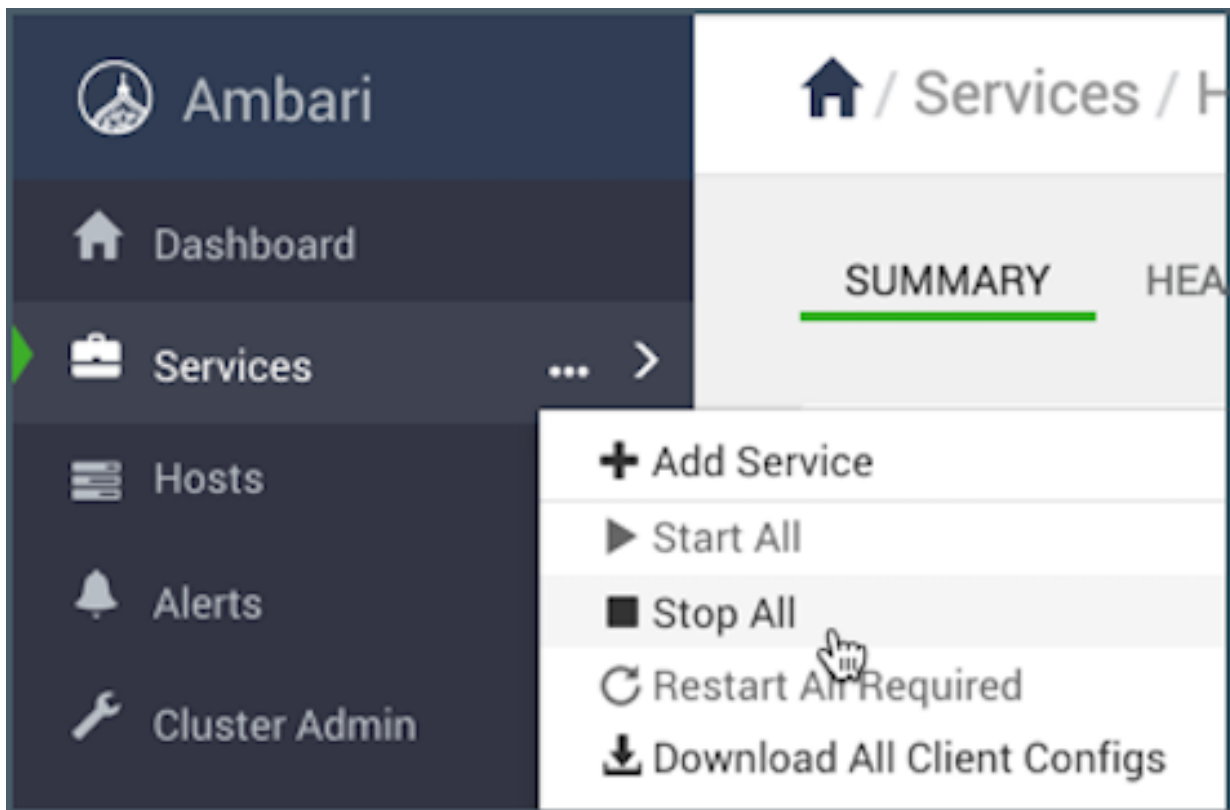 Ambari
/ Services / H
Dashboard
SUMMARY HEA
Services ...
Hosts
Add Service
Start All
Alerts
Stop All
Restart All Required
Cluster Admin
Download All Client Configs